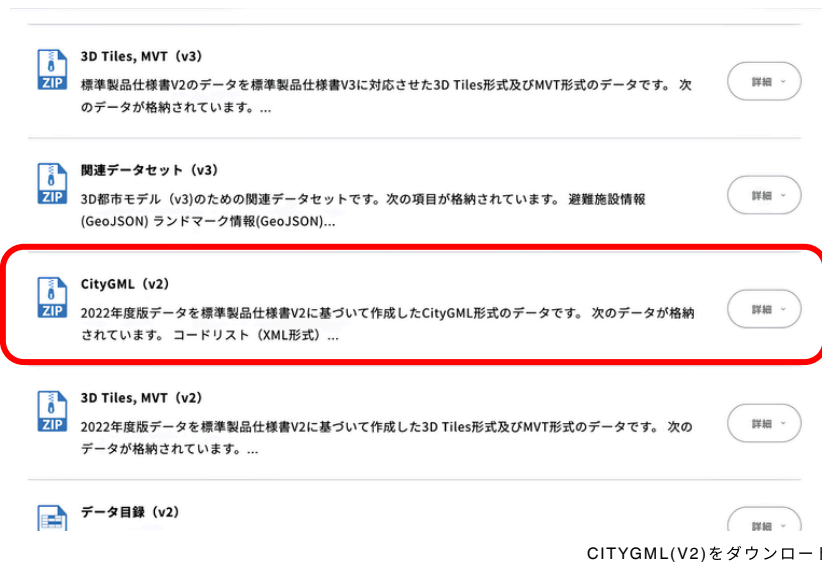 3D Tiles, MVT（v3）
標準製品仕様書V2のデータを標準製品仕様書V3に対応させた3D Tiles形式及びMVT形式のデータです。 次
のデータが格納されています。...
ZIP
詳細
関連データセット（v3）
3D都市モデル（v3)のための関連データセットです。次の項目が格納されています。 避難施設情報
(GeoJSON) ランドマーク情報(GeoJSON)...
ZIP
詳細
CityGML（v2）
2022年度版データを標準製品仕様書V2に基づいて作成したCityGML形式のデータです。 次のデータが格納
されています。 コードリスト（XML形式）...
ZIP
詳細
3D Tiles, MVT（v2）
2022年度版データを標準製品仕様書V2に基づいて作成した3D Tiles形式及びMVT形式のデータです。 次の
データが格納されています。...
ZIP
詳細
データ目録（v2）
詳細
CITYGML(V2)をダウンロード